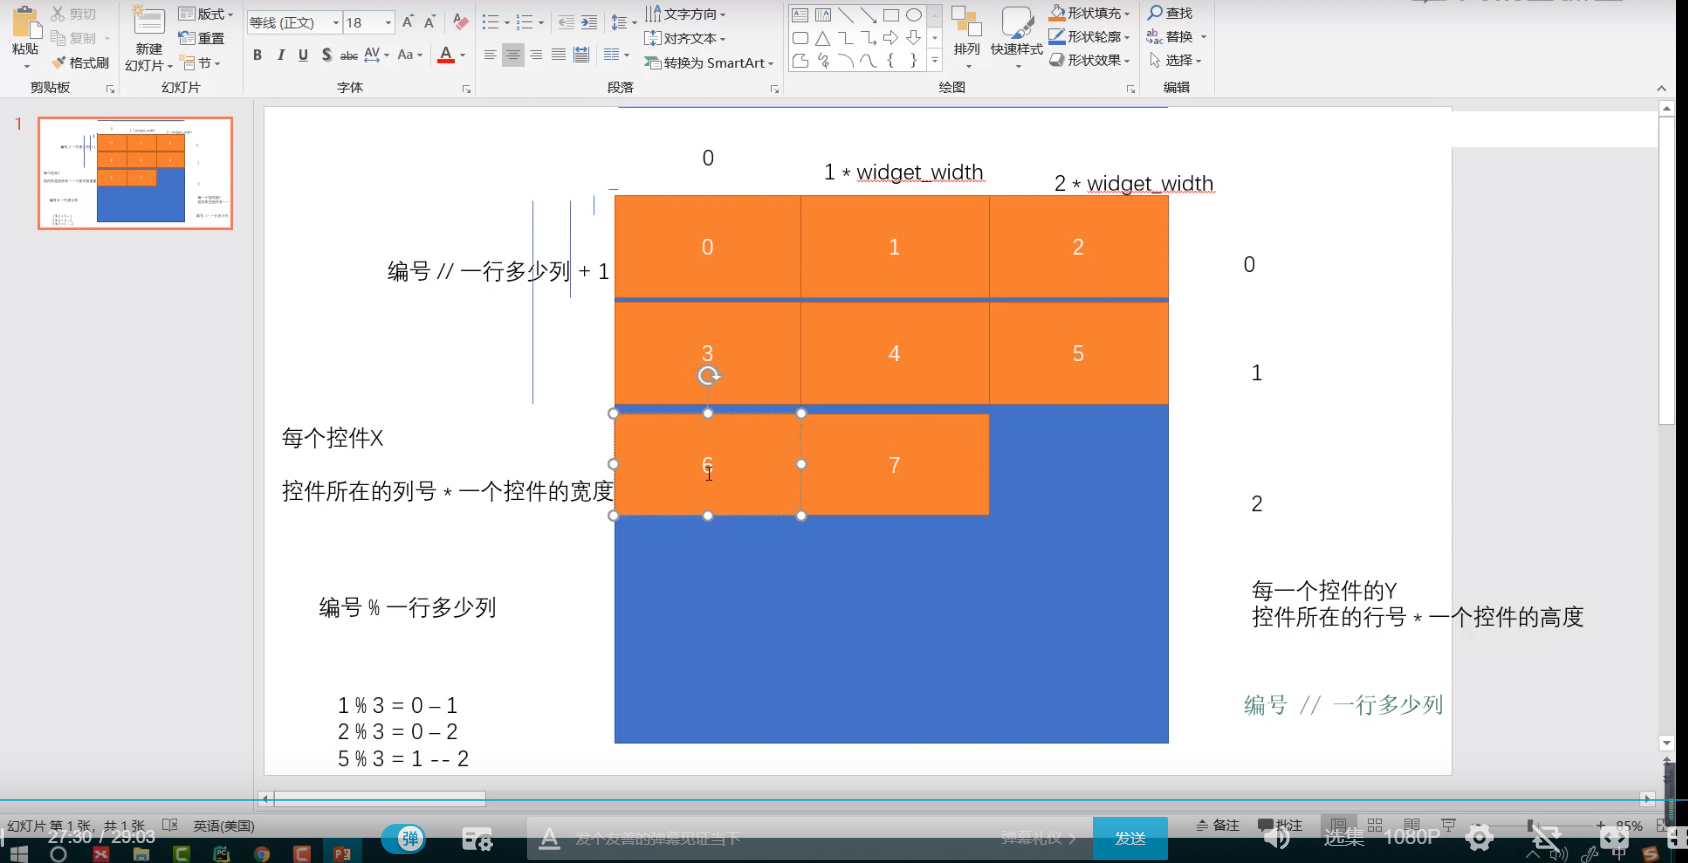 剪切
版式
等线 (正文)
18
文字方向
形状填充
查找
粘贴
复制
新建
幻灯片
重置
对齐文本
排列
快速样式
形状轮廓
替换
格式刷
节
B I U S abc AV Aa A
转换为 SmartArt
形状效果
选择
剪贴板
幻灯片
字体
段落
绘图
编辑
1
0
1 * widget_width
2 * widget_width
0
1
2
0
编号 // 一行多少列 + 1
3
4
5
1
每个控件X
控件所在的列号 * 一个控件的宽度
6
7
2
编号 % 一行多少列
每一个控件的Y
控件所在的行号 * 一个控件的高度
1 % 3 = 0 – 1
2 % 3 = 0 – 2
5 % 3 = 1 -- 2
编号 // 一行多少列
幻灯片 第 1 张，共 1 张
英语(美国)
27:30 / 29:03
弹
发个友善的弹幕见证当下
弹幕礼仪 >
发送
备注
批注
选集
1080P
85%
中